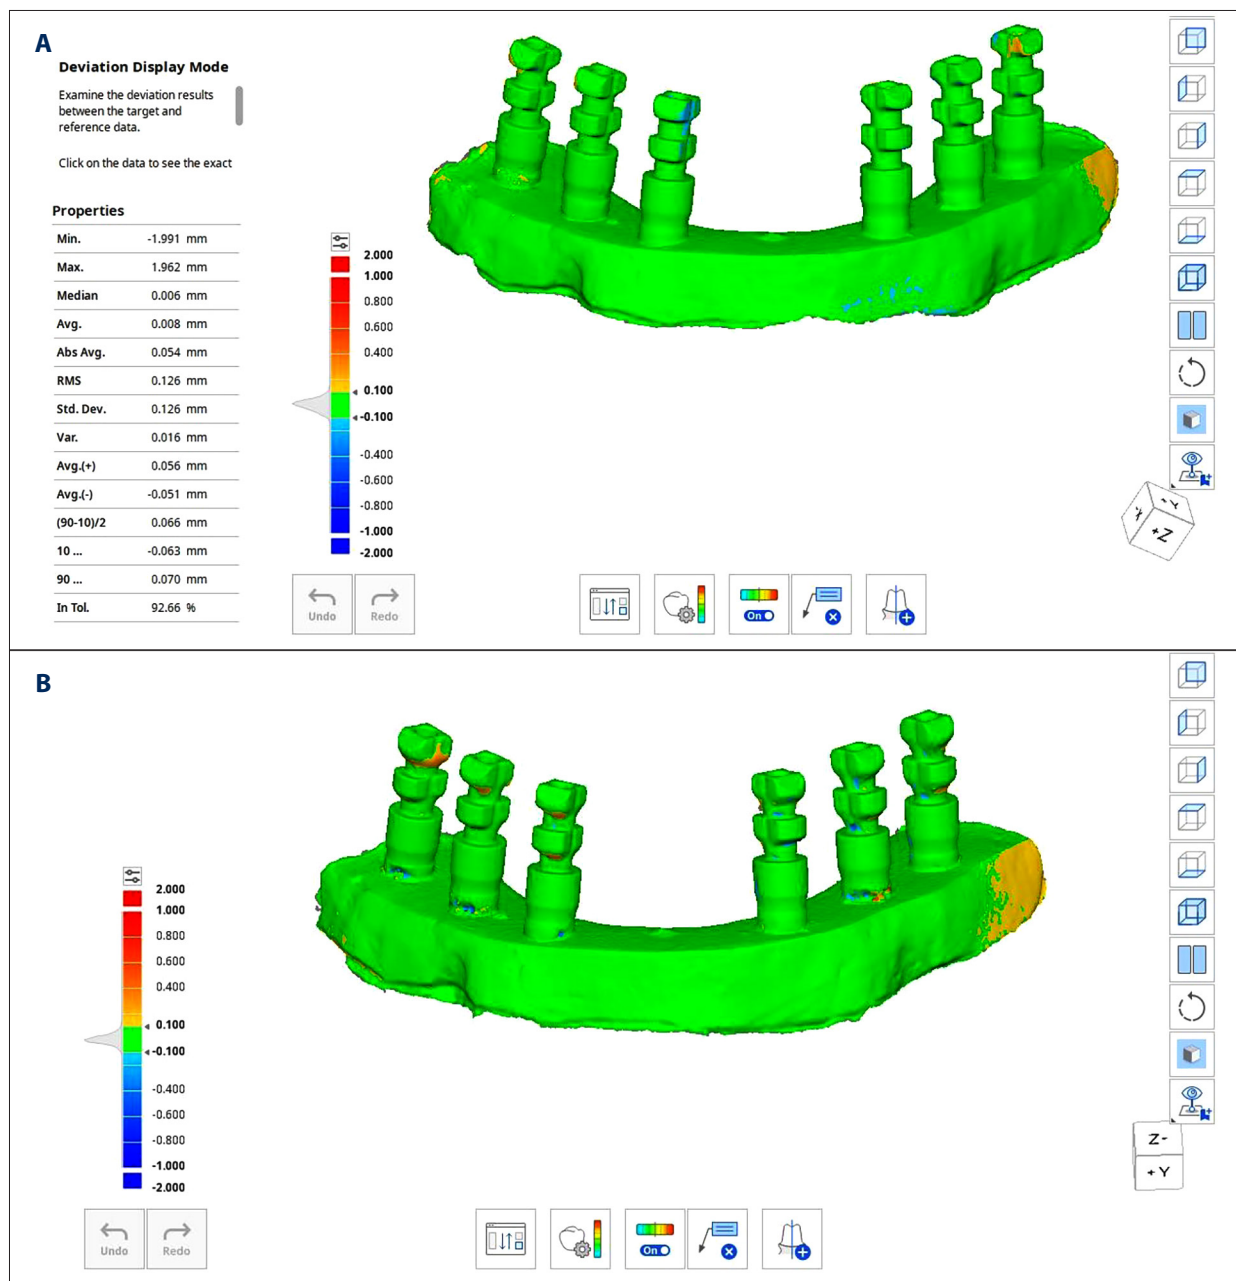 A
Deviation Display Mode
Examine the deviation results
between the target and
reference data.
Click on the data to see the exact
Properties
Min. -1.991 mm
Max. 1.962 mm
Median 0.006 mm
Avg. 0.008 mm
Abs Avg. 0.054 mm
RMS 0.126 mm
Std. Dev. 0.126 mm
Var. 0.016 mm
Avg.(+) 0.056 mm
Avg.(-) -0.051 mm
(90-10)/2 0.066 mm
10 ... -0.063 mm
90 ... 0.070 mm
In Tol. 92.66 %
2.000
1.000
0.800
0.600
0.400
0.100
-0.100
-0.400
-0.600
-0.800
-1.000
-2.000
Undo
Redo
On
+Z
B
2.000
1.000
0.800
0.600
0.400
0.100
-0.100
-0.400
-0.600
-0.800
-1.000
-2.000
Undo
Redo
On
Z-
+Y